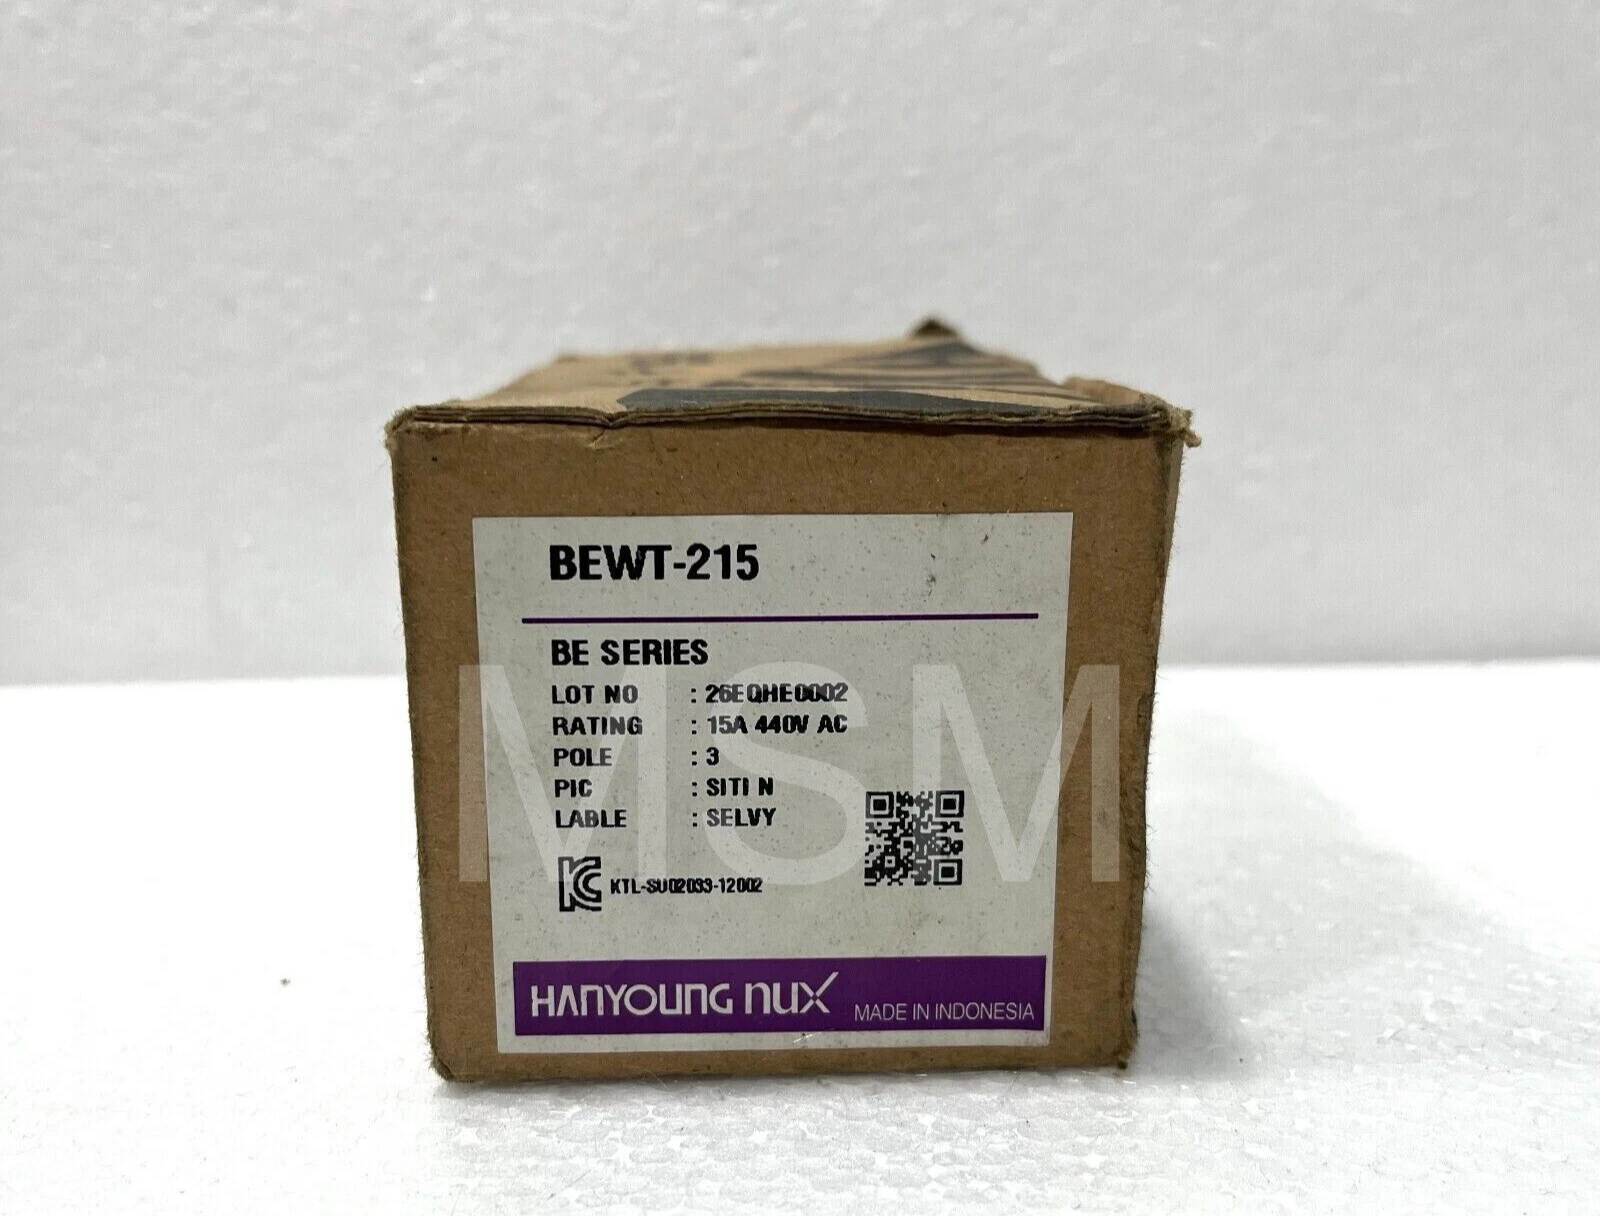 BEWT-215
BE SERIES
LOT NO : 26EQHE0002
RATING : 15A 440V AC
POLE : 3
PIC : SITI N
LABLE : SELVY
KC KTL-SU02033-12002
HANYOUNG NUX MADE IN INDONESIA
MSM